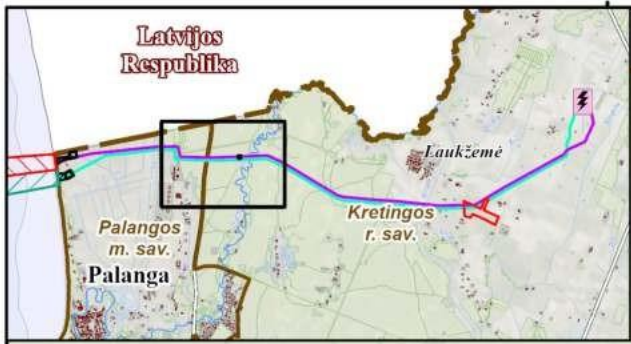 Latvijos
Respublika
Laukžemė
B
B
Palangos
m. sav.
Kretingos
r. sav.
Palanga